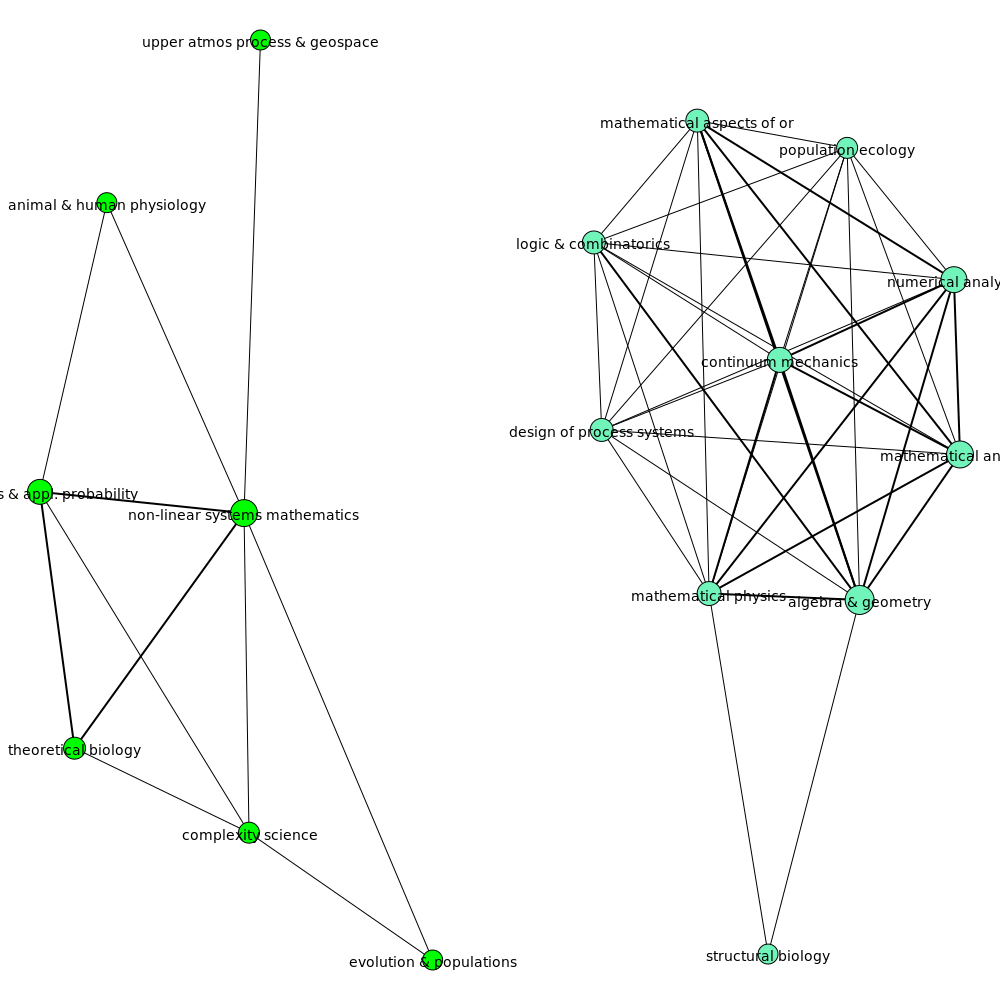 upper atmos process & geospace
mathematical aspects of or
population ecology
animal & human physiology
logic & combinatorics
numerical analy
continuum mechanics
design of process systems
mathematical an
s & appl. probability
non-linear systems mathematics
mathematical physics
algebra & geometry
theoretical biology
complexity science
structural biology
evolution & populations